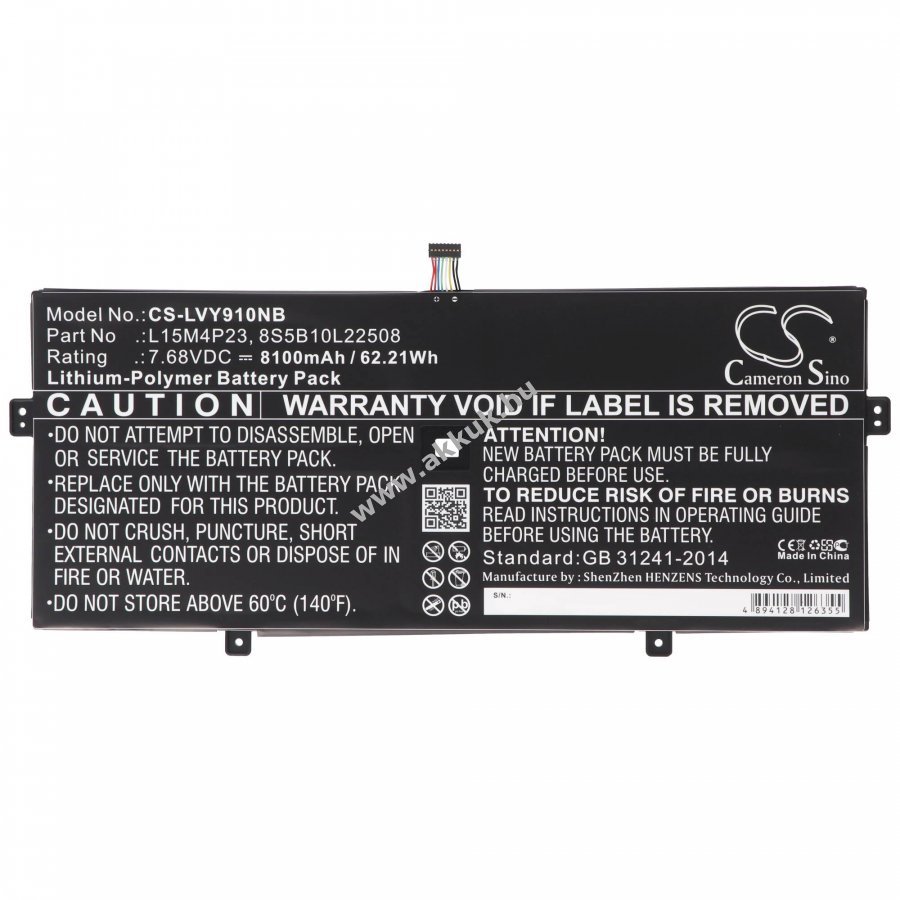 Model No. :CS-LVY910NB
Part No :L15M4P23, 8S5B10L22508
Rating :7.68VDC ⎓ 8100mAh / 62.21Wh
Lithium-Polymer Battery Pack
CS
Cameron Sino
CAUTION
WARRANTY VOID IF LABEL IS REMOVED
•DO NOT ATTEMPT TO DISASSEMBLE, OPEN
OR SERVICE THE BATTERY PACK.
•REPLACE ONLY WITH THE BATTERY PACK
DESIGNATED FOR THIS PRODUCT.
•DO NOT CRUSH, PUNCTURE, SHORT
EXTERNAL CONTACTS OR DISPOSE OF IN
FIRE OR WATER.
•DO NOT STORE ABOVE 60°C (140°F).
ATTENTION!
NEW BATTERY PACK MUST BE FULLY
CHARGED BEFORE USE.
TO REDUCE RISK OF FIRE OR BURNS
READ INSTRUCTIONS IN OPERATING GUIDE
BEFORE USING THE BATTERY.
Standard:GB 31241-2014
CE
Made in China
Manufacture by : ShenZhen HENZENS Technology Co., Limited
S/N.:
4 894128 126355
Pb
www.akkuk.hu